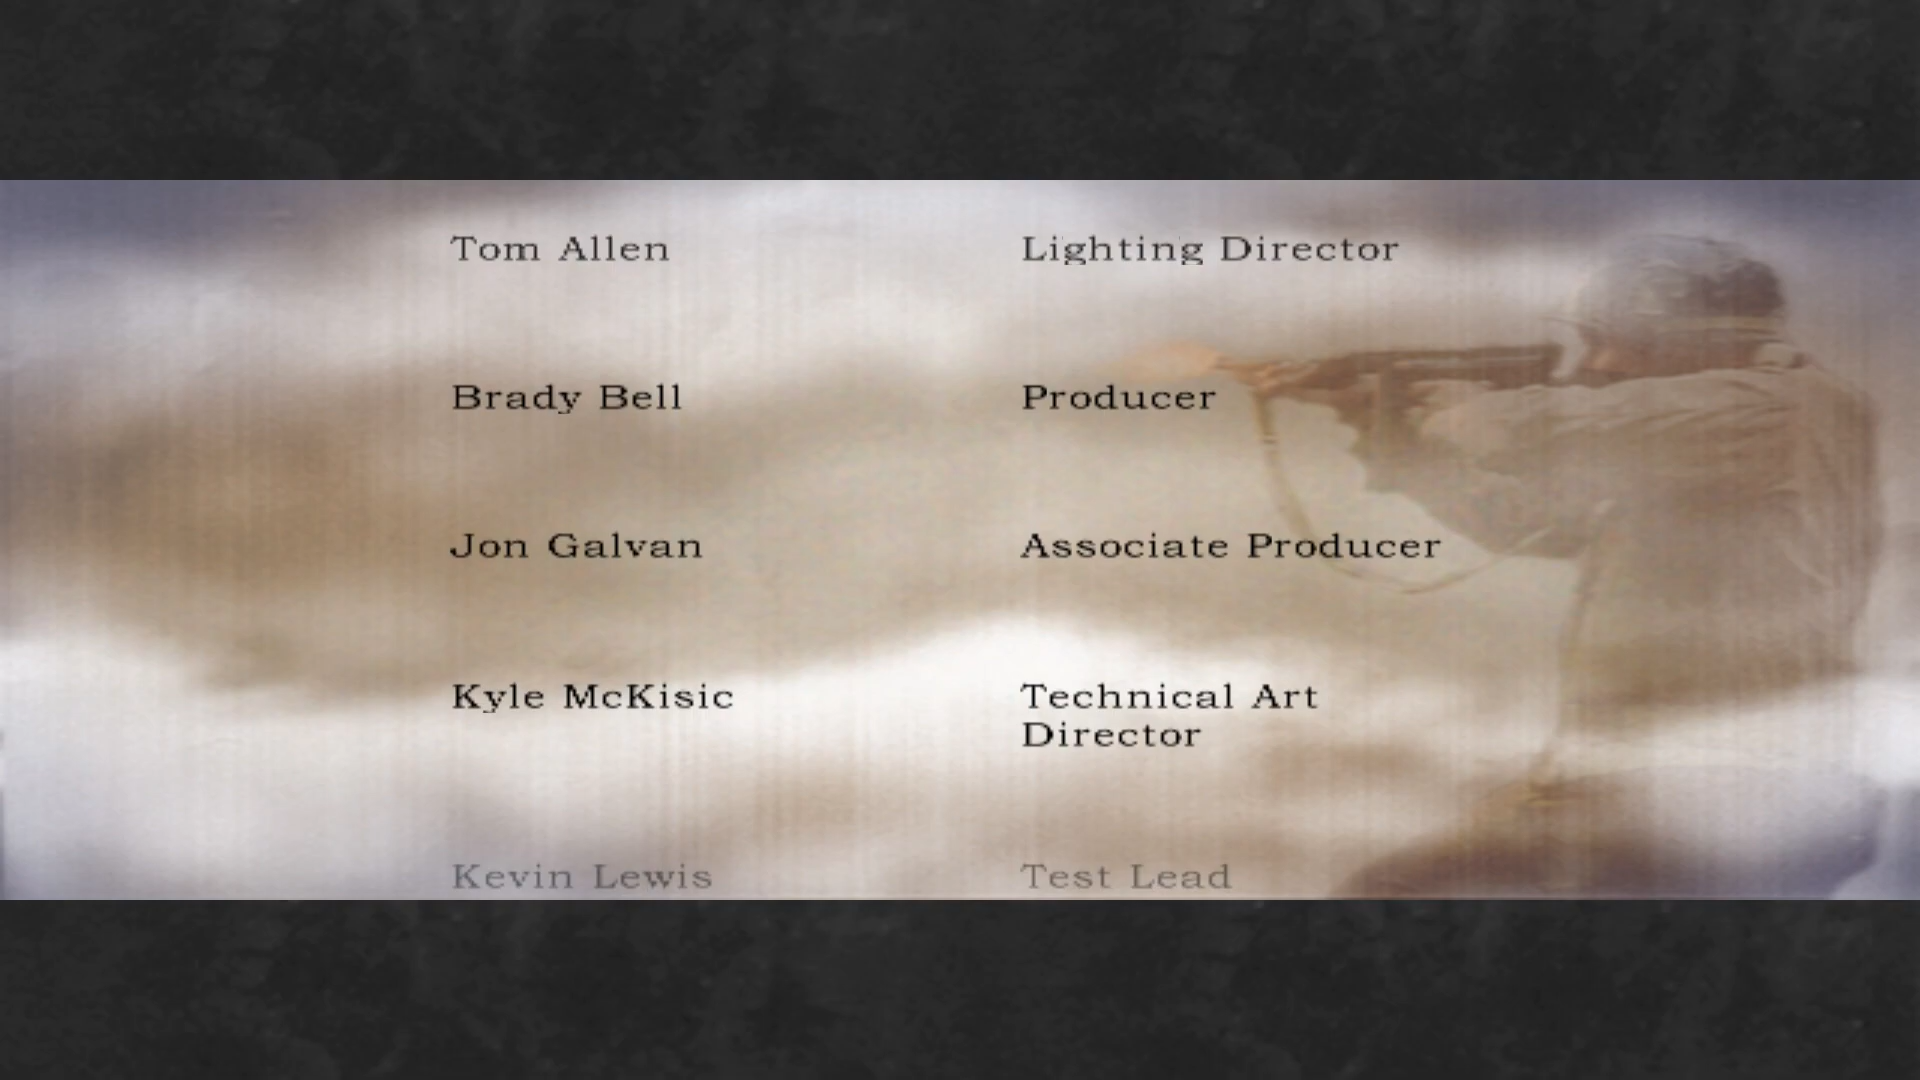 Tom Allen Lighting Director
Brady Bell Producer
Jon Galvan Associate Producer
Kyle McKisic Technical Art
Director
Kevin Lewis Test Lead